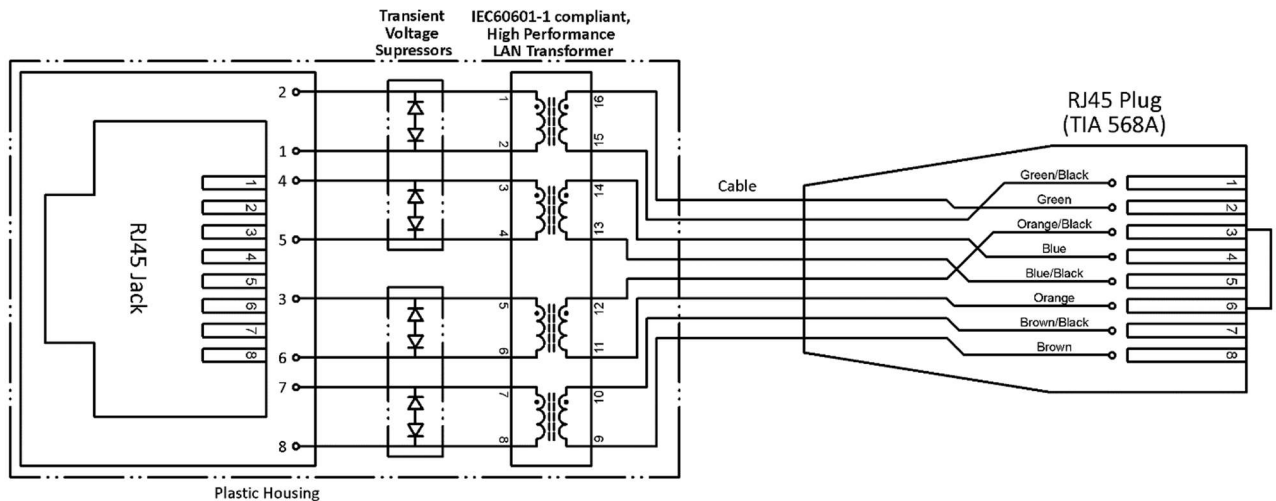 Transient
Voltage
Supressors
IEC60601-1 compliant,
High Performance
LAN Transformer
RJ45 Plug
(TIA 568A)
RJ45 Jack
1
2
3
4
5
6
7
8
2
1
4
5
3
6
7
8
1
2
3
4
5
6
7
8
16
15
14
13
12
11
10
9
Cable
Green/Black
Green
Orange/Black
Blue
Blue/Black
Orange
Brown/Black
Brown
1
2
3
4
5
6
7
8
Plastic Housing